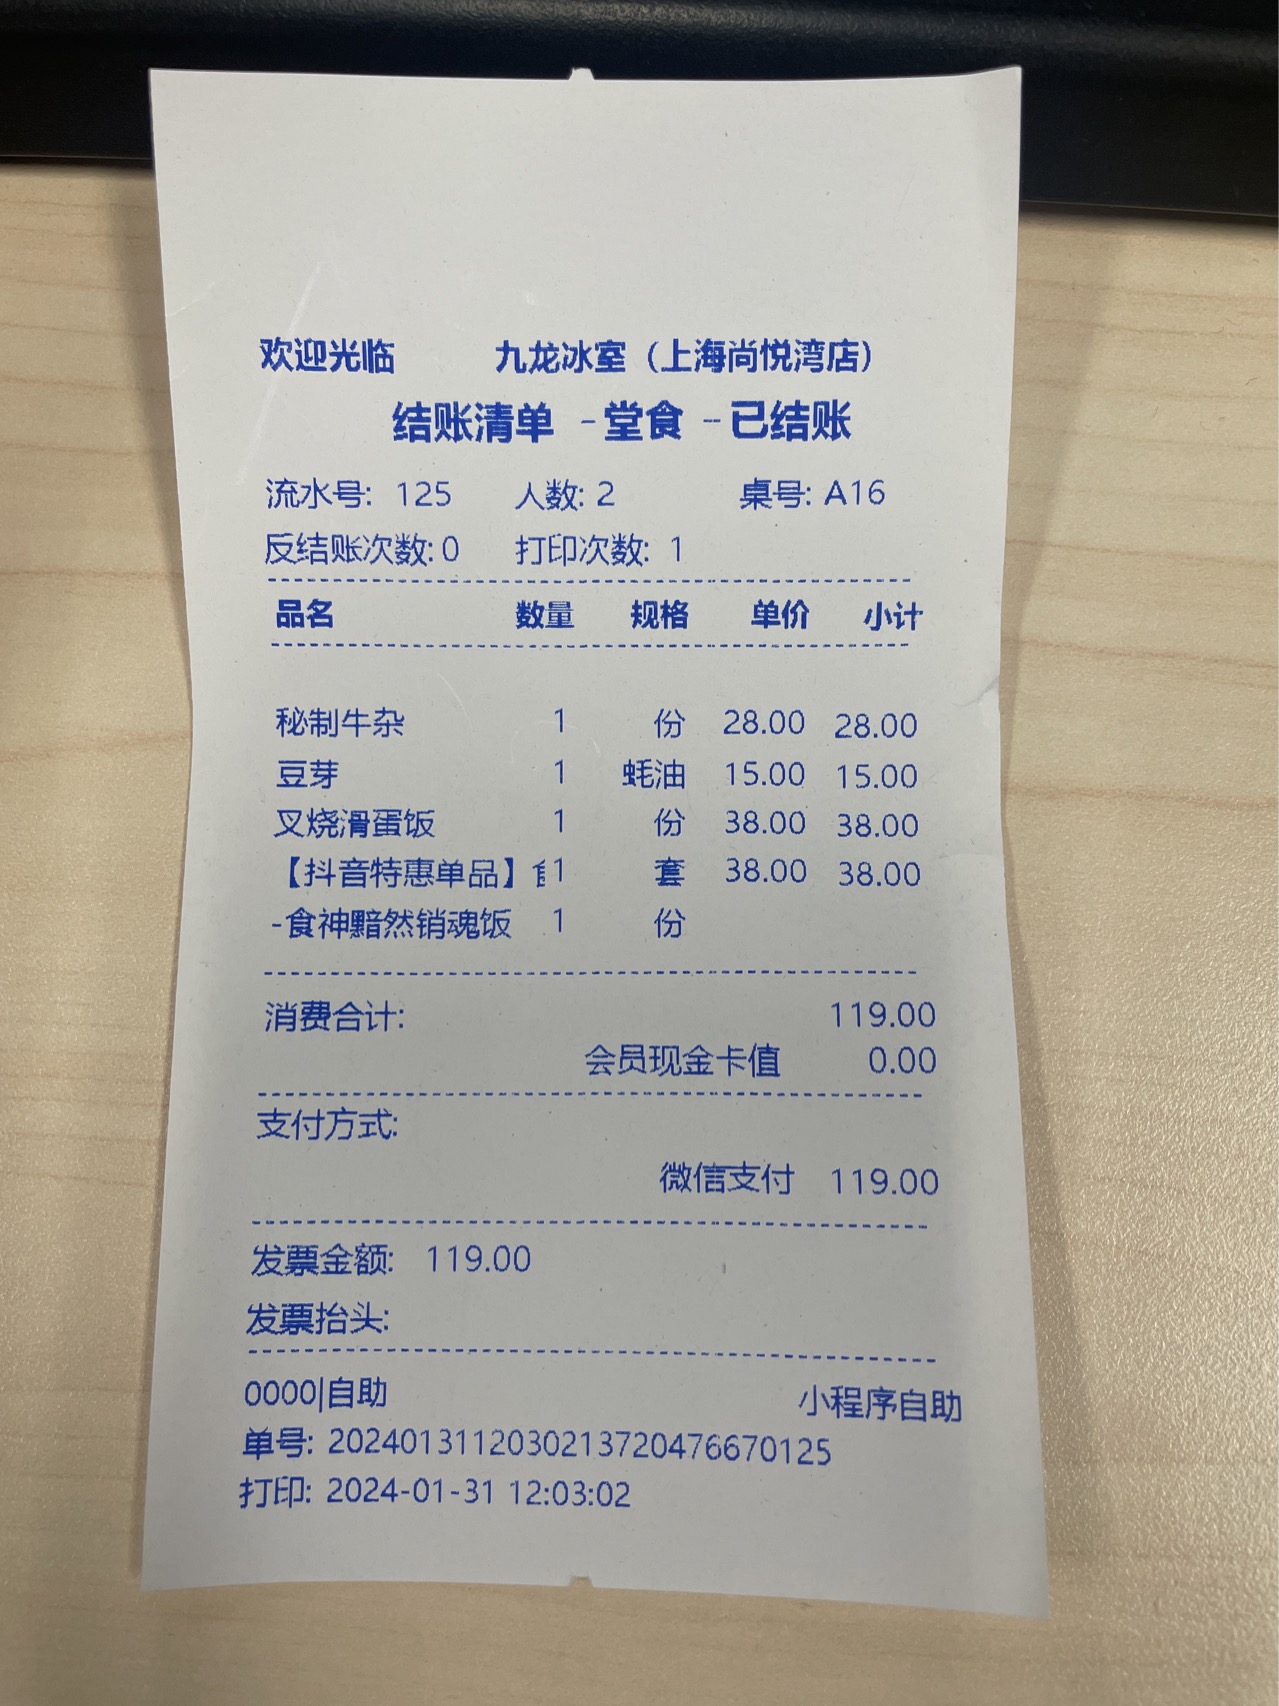 欢迎光临 九龙冰室（上海尚悦湾店）
结账清单 -堂食 --已结账
流水号: 125 人数: 2 桌号: A16
反结账次数: 0 打印次数: 1
品名 数量 规格 单价 小计
秘制牛杂 1 份 28.00 28.00
豆芽 1 蚝油 15.00 15.00
叉烧滑蛋饭 1 份 38.00 38.00
【抖音特惠单品】 1 套 38.00 38.00
-食神黯然销魂饭 1 份
消费合计: 119.00
会员现金卡值 0.00
支付方式:
微信支付 119.00
发票金额: 119.00
发票抬头:
0000|自助 小程序自助
单号: 2024013112030213720476670125
打印: 2024-01-31 12:03:02